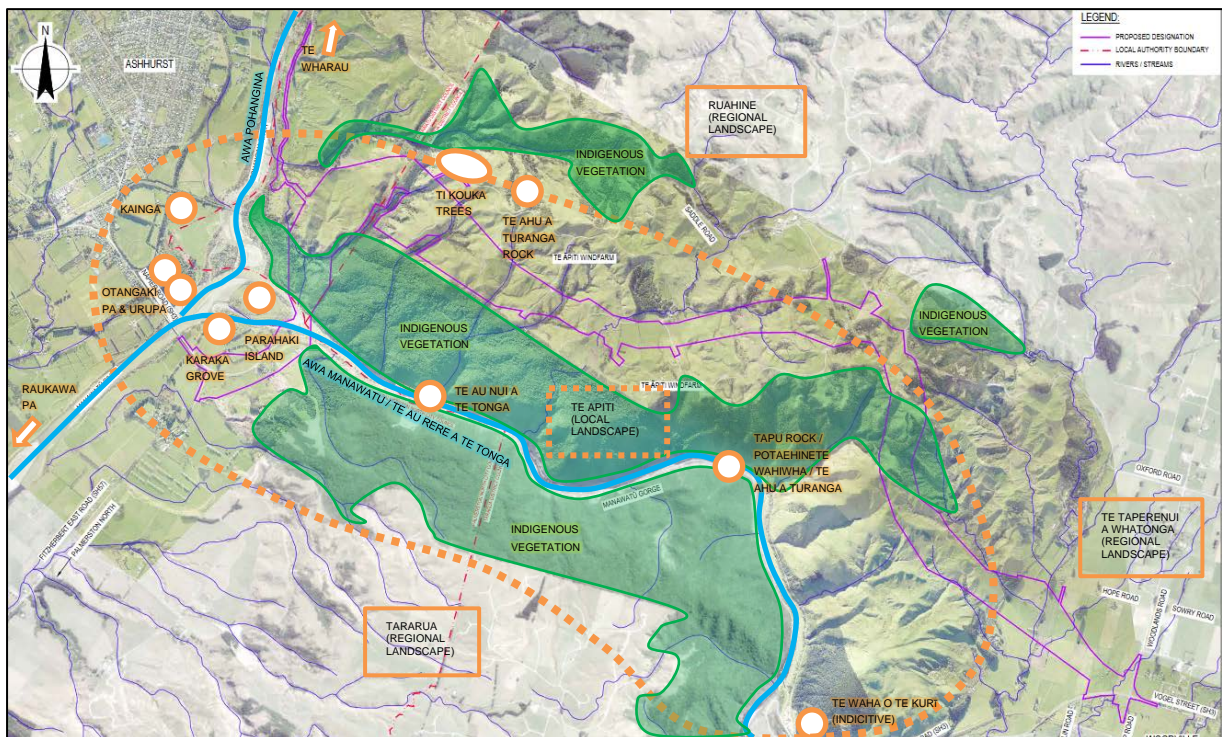 LEGEND:
PROPOSED DESIGNATION
LOCAL AUTHORITY BOUNDARY
RIVERS / STREAMS
N
ASHHURST
TE
WHARAU
AWA POHANGINA
RUAHINE
(REGIONAL
LANDSCAPE)
INDIGENOUS
VEGETATION
KAINGA
TI KOUKA
TREES
TE AHU A
TURANGA
ROCK
SADDLE ROAD
TE ĀPITI WINDFARM
OTANGAKI
PA & URUPA
PARAHAKI
ISLAND
KARAKA
GROVE
INDIGENOUS
VEGETATION
INDIGENOUS
VEGETATION
RAUKAWA
PA
AWA MANAWATU / TE AU RERE A TE TONGA
TE AU NUI A
TE TONGA
TE ĀPITI WINDFARM
TE APITI
(LOCAL
LANDSCAPE)
TAPU ROCK /
POTAEHINETE
WAHIWHA / TE
AHU A TURANGA
MANAWATŪ GORGE
OXFORD ROAD
FITZHERBERT EAST ROAD (SH57)
PALMERSTON NORTH
INDIGENOUS
VEGETATION
TE TAPERENUI
A WHATONGA
(REGIONAL
LANDSCAPE)
HOPE ROAD
WOODLANDS ROAD
SOWRY ROAD
TARARUA
(REGIONAL
LANDSCAPE)
VOGEL STREET (SH3)
TE WAHA O TE KURI
(INDICITIVE)